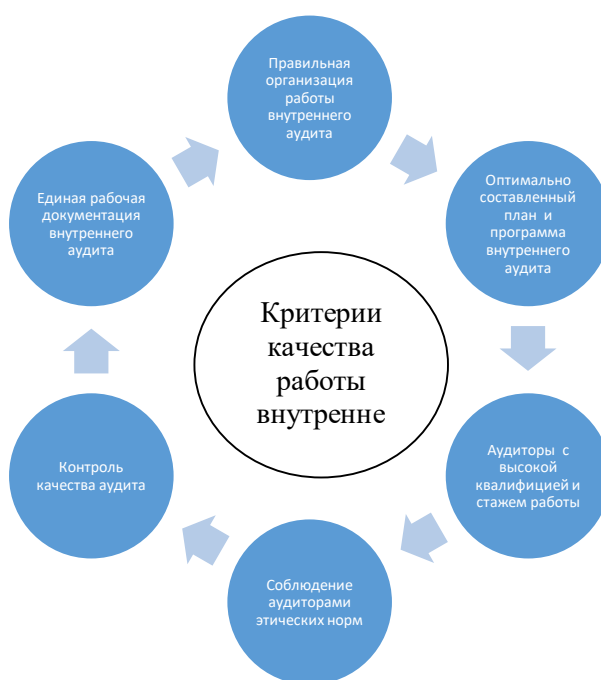 Правильная
организация
работы
внутреннего
аудита
Оптимально
составленный
план и
программа
внутреннего
аудита
Аудиторы с
высокой
квалифицией и
стажем работы
Соблюдение
аудиторами
этических норм
Контроль
качества аудита
Единая рабочая
документация
внутреннего
аудита
Критерии
качества
работы
внутренне